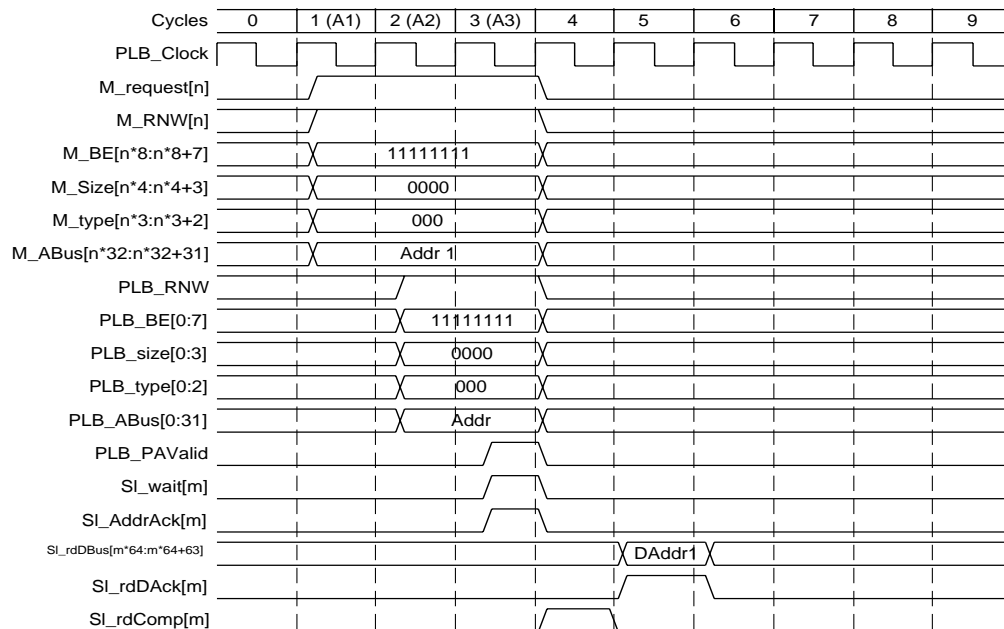 Cycles 0 1 (A1) 2 (A2) 3 (A3) 4 5 6 7 8 9
PLB_Clock
M_request[n]
M_RNW[n]
M_BE[n*8:n*8+7] 11111111
M_Size[n*4:n*4+3] 0000
M_type[n*3:n*3+2] 000
M_ABus[n*32:n*32+31] Addr 1
PLB_RNW
PLB_BE[0:7] 11111111
PLB_size[0:3] 0000
PLB_type[0:2] 000
PLB_ABus[0:31] Addr
PLB_PAValid
Sl_wait[m]
Sl_AddrAck[m]
Sl_rdDBus[m*64:m*64+63] DAddr1
Sl_rdDAck[m]
Sl_rdComp[m]